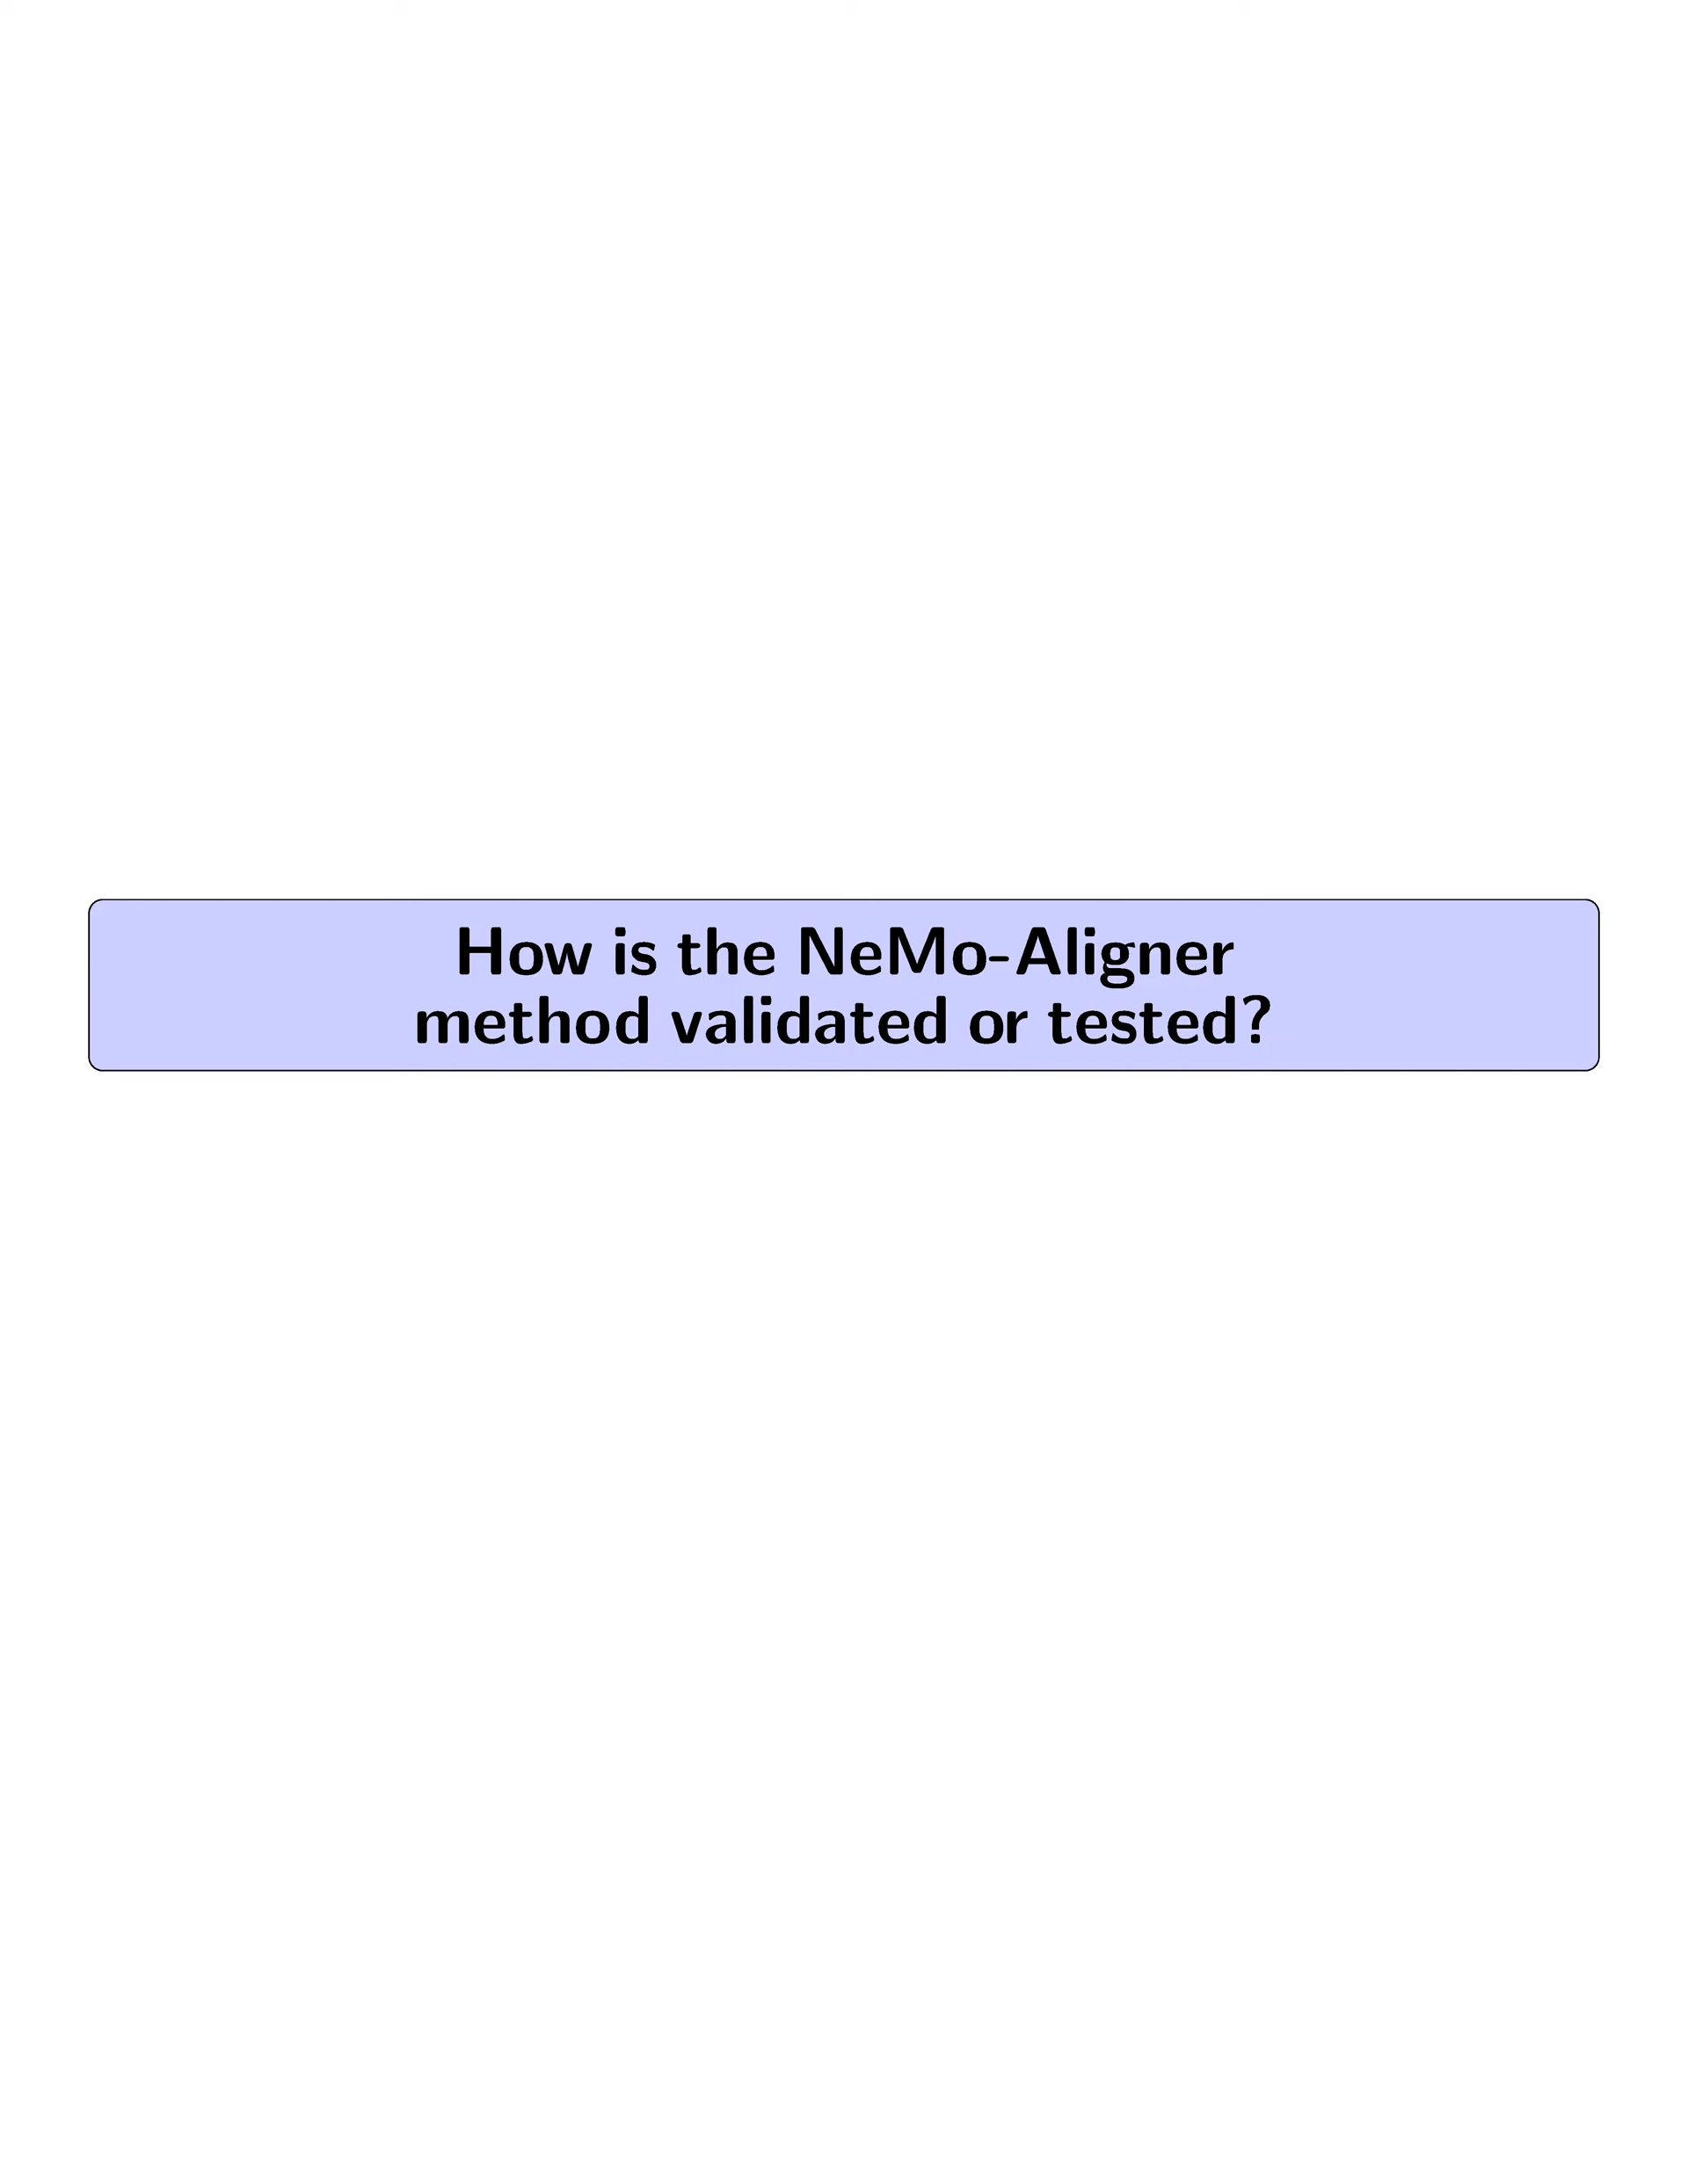 How is the NeMo-Aligner
method validated or tested?